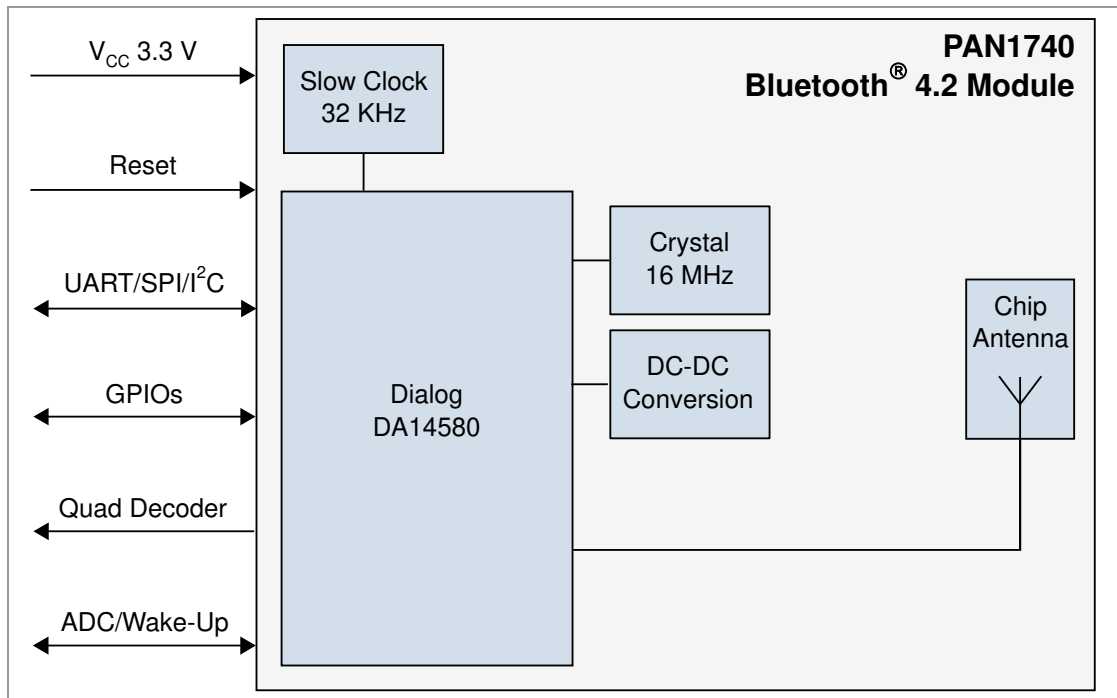 PAN1740
Bluetooth® 4.2 Module
V_CC 3.3 V
Reset
UART/SPI/I²C
GPIOs
Quad Decoder
ADC/Wake-Up
Slow Clock
32 KHz
Dialog
DA14580
Crystal
16 MHz
DC-DC
Conversion
Chip
Antenna